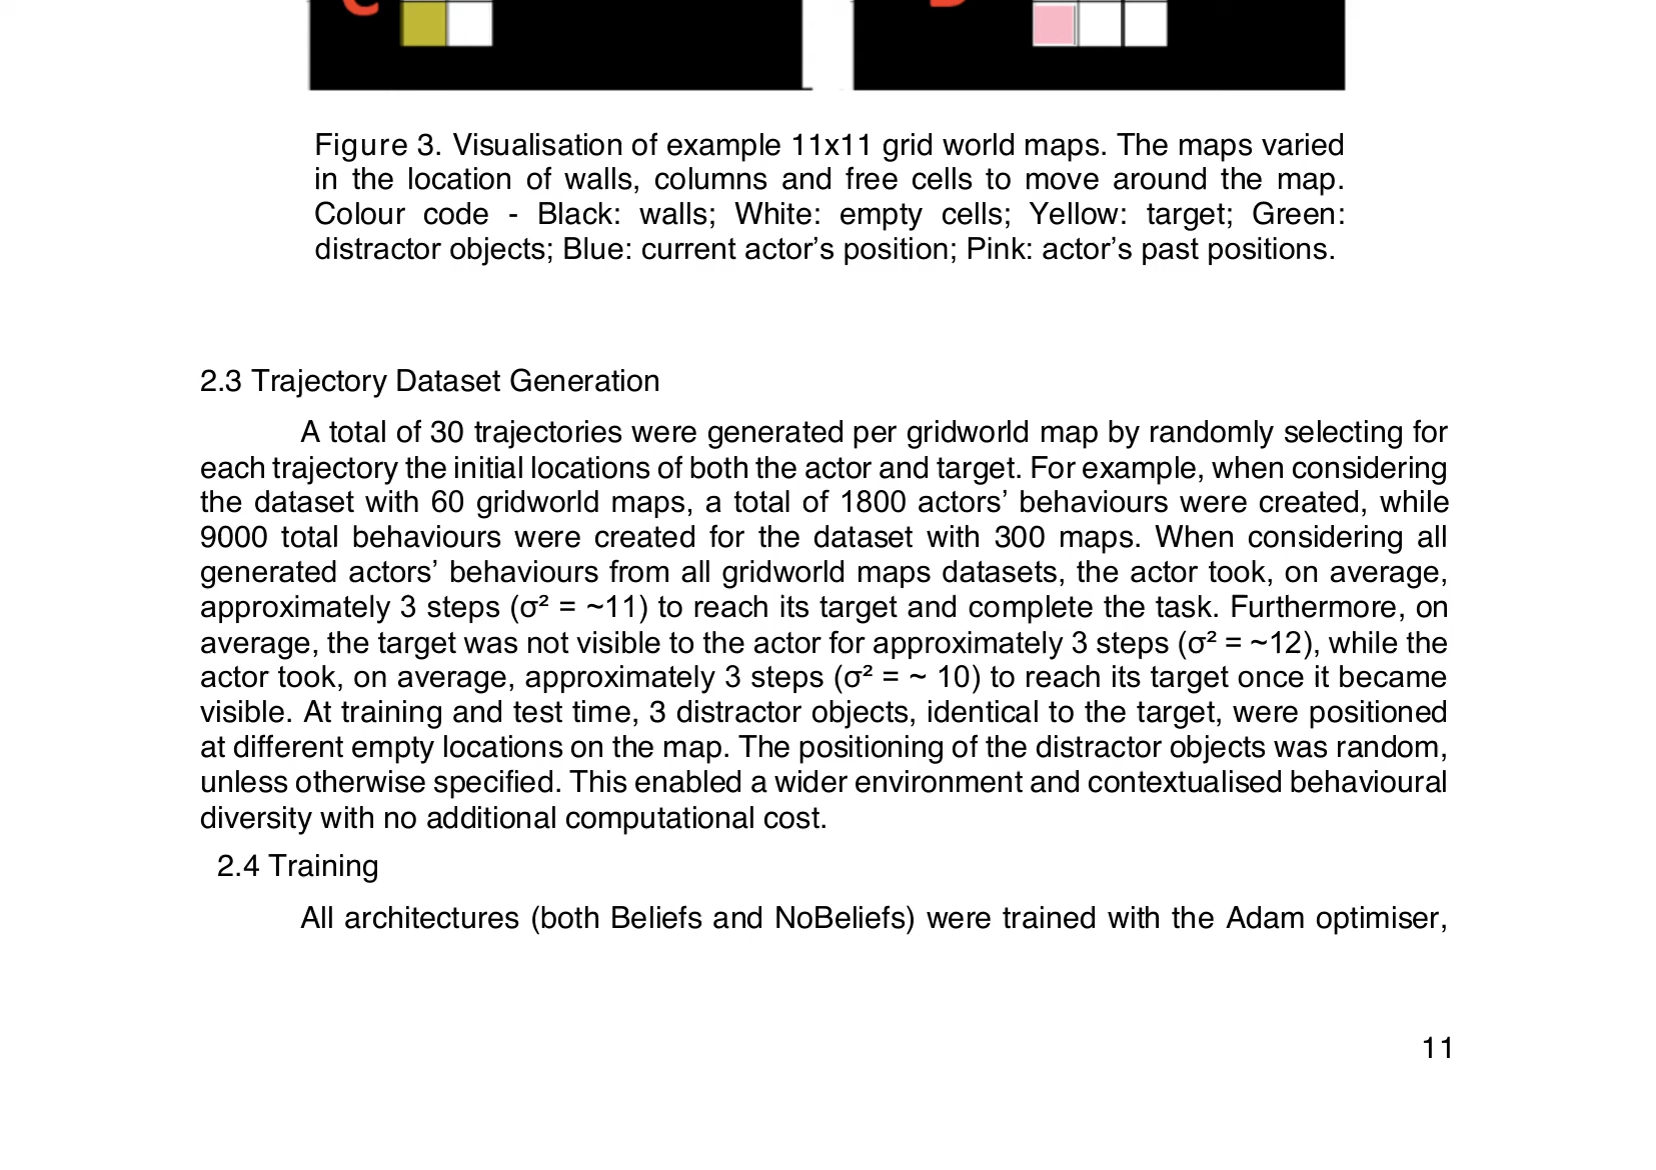 Figure 3. Visualisation of example 11x11 grid world maps. The maps varied
in the location of walls, columns and free cells to move around the map.
Colour code - Black: walls; White: empty cells; Yellow: target; Green:
distractor objects; Blue: current actor’s position; Pink: actor’s past positions.
2.3 Trajectory Dataset Generation
A total of 30 trajectories were generated per gridworld map by randomly selecting for
each trajectory the initial locations of both the actor and target. For example, when considering
the dataset with 60 gridworld maps, a total of 1800 actors’ behaviours were created, while
9000 total behaviours were created for the dataset with 300 maps. When considering all
generated actors’ behaviours from all gridworld maps datasets, the actor took, on average,
approximately 3 steps (σ² = ~11) to reach its target and complete the task. Furthermore, on
average, the target was not visible to the actor for approximately 3 steps (σ² = ~12), while the
actor took, on average, approximately 3 steps (σ² = ~ 10) to reach its target once it became
visible. At training and test time, 3 distractor objects, identical to the target, were positioned
at different empty locations on the map. The positioning of the distractor objects was random,
unless otherwise specified. This enabled a wider environment and contextualised behavioural
diversity with no additional computational cost.
2.4 Training
All architectures (both Beliefs and NoBeliefs) were trained with the Adam optimiser,
11